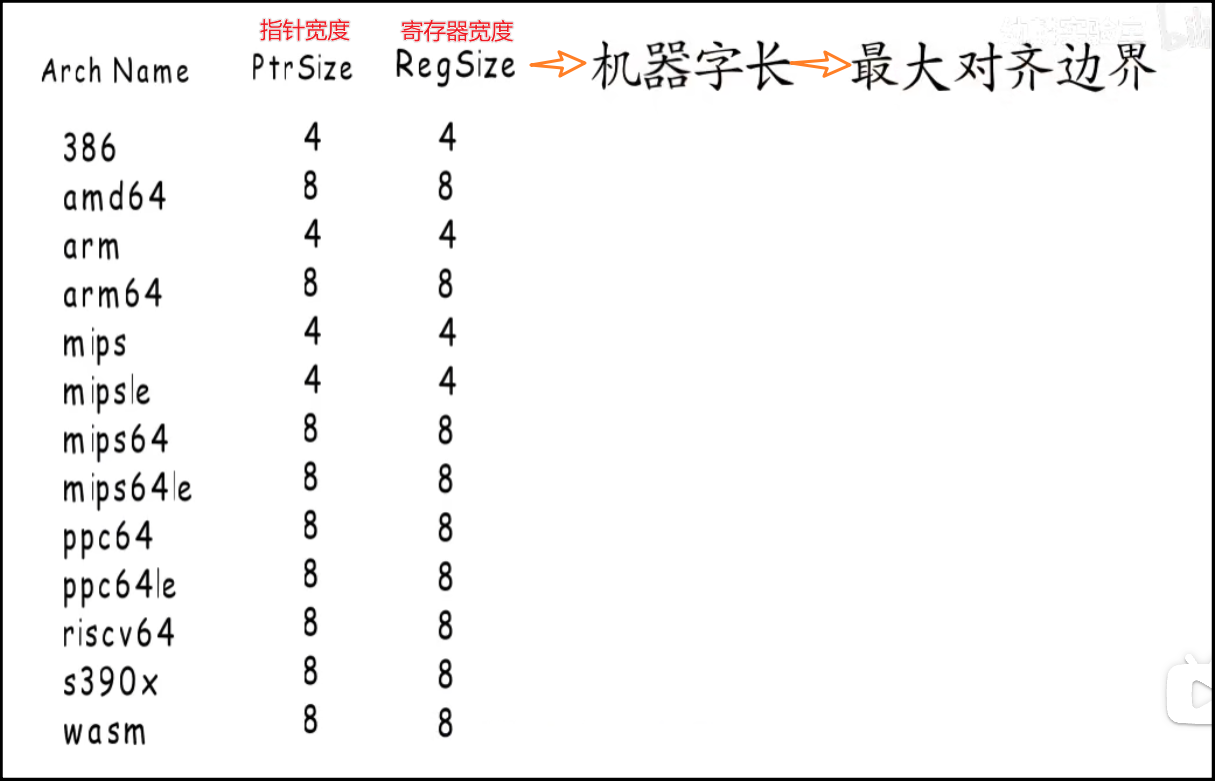 指针宽度 寄存器宽度
Arch Name PtrSize RegSize 机器字长 最大对齐边界
386 4 4
amd64 8 8
arm 4 4
arm64 8 8
mips 4 4
mipsle 4 4
mips64 8 8
mips64le 8 8
ppc64 8 8
ppc64le 8 8
riscv64 8 8
s390x 8 8
wasm 8 8